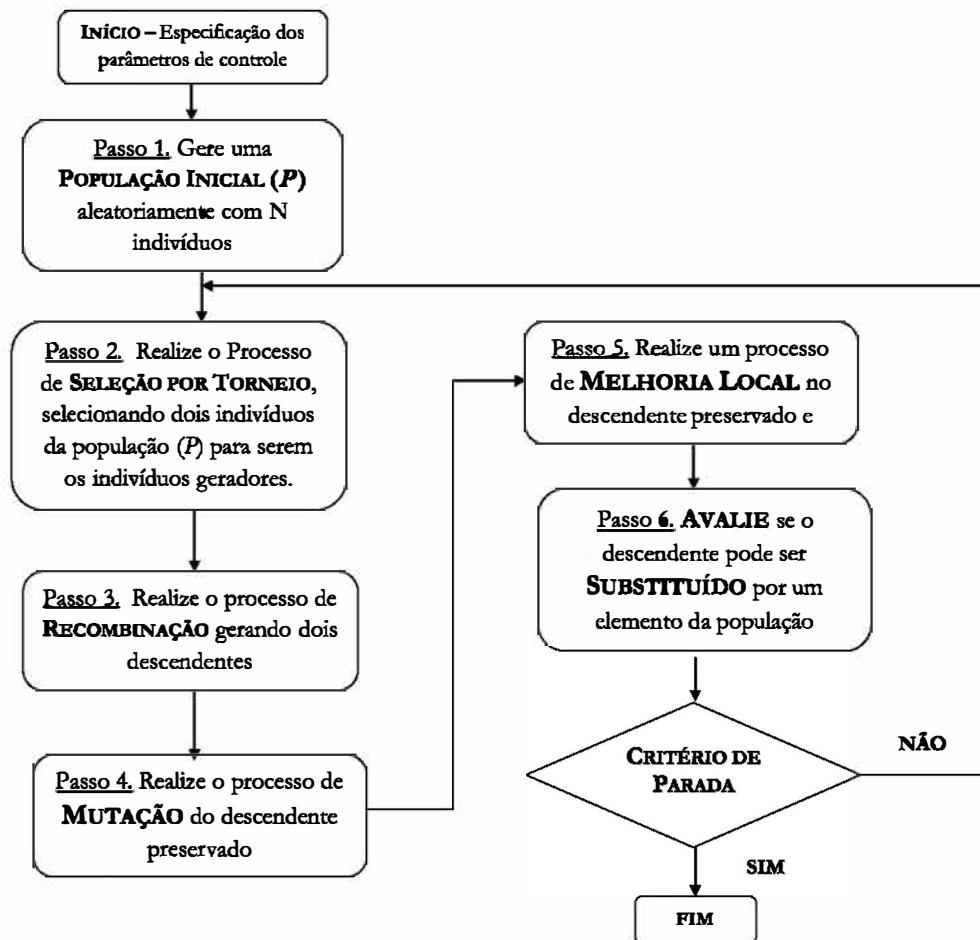 INÍCIO – Especificação dos
parâmetros de controle
Passo 1. Gere uma
POPULAÇÃO INICIAL (P)
aleatoriamente com N
indivíduos
Passo 2. Realize o Processo
de SELEÇÃO POR TORNEIO,
selecionando dois indivíduos
da população (P) para serem
os indivíduos geradores.
Passo 3. Realize o processo de
RECOMBINAÇÃO gerando dois
descendentes
Passo 4. Realize o processo de
MUTAÇÃO do descendente
preservado
Passo 5. Realize um processo
de MELHORIA LOCAL no
descendente preservado e
Passo 6. AVALIE se o
descendente pode ser
SUBSTITUÍDO por um
elemento da população
CRITÉRIO DE
PARADA
NÃO
SIM
FIM